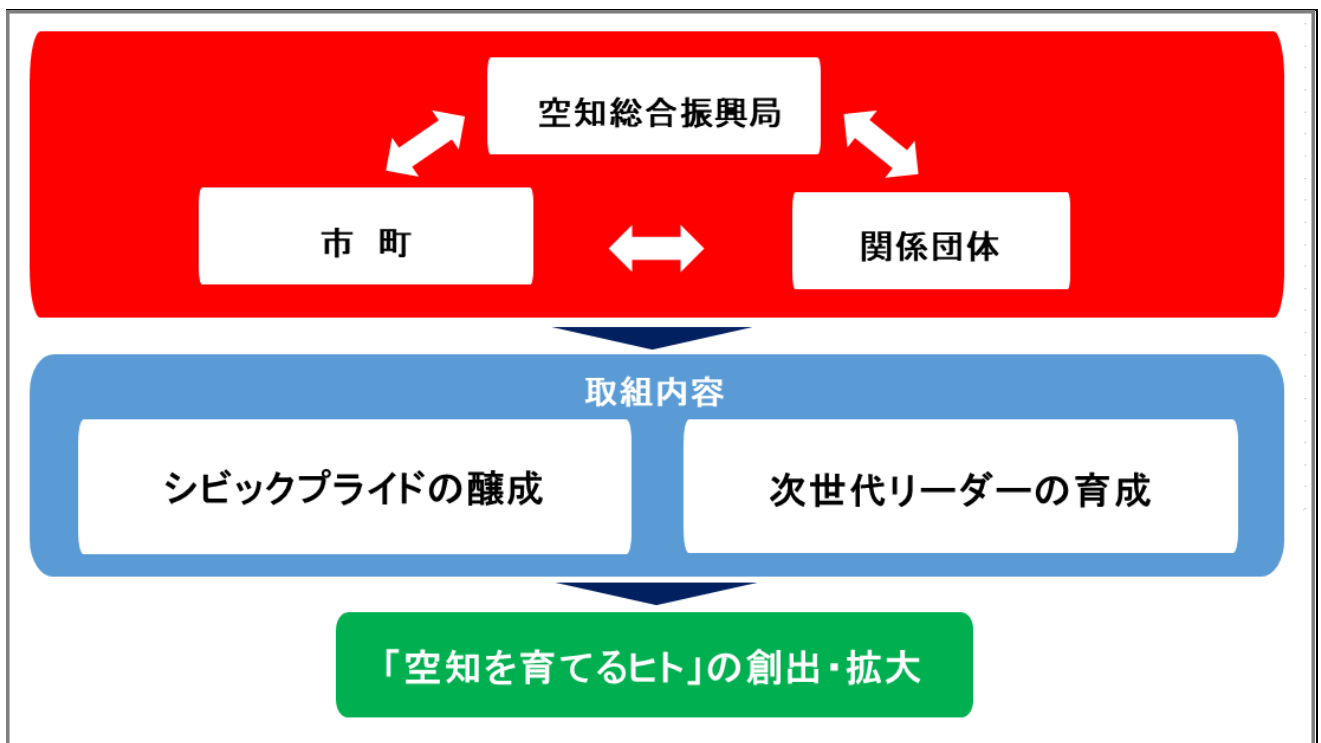 空知総合振興局
市 町
関係団体
取組内容
シビックプライドの醸成
次世代リーダーの育成
「空知を育てるヒト」の創出・拡大